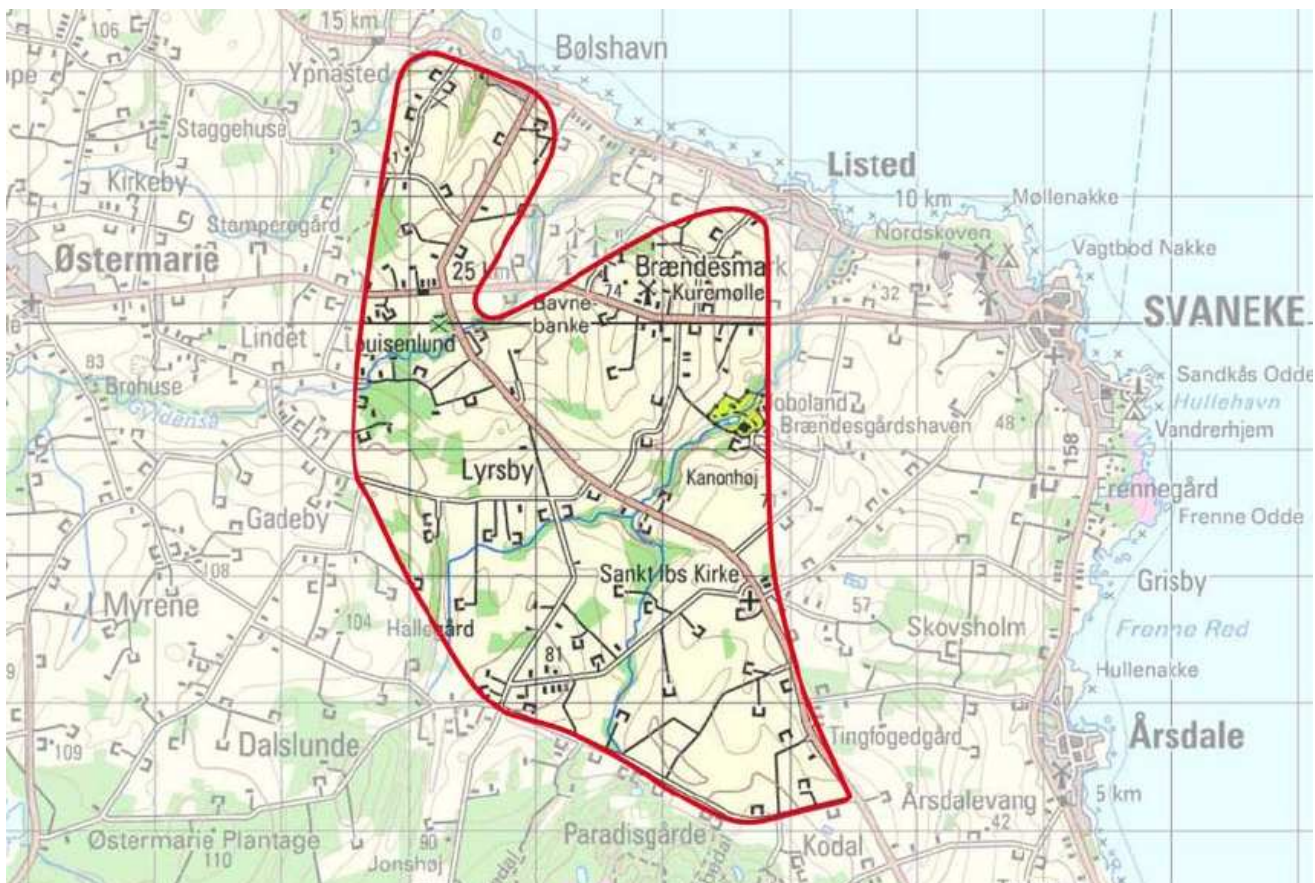 106
15 km
Bølshavn
Ypnasted
Staggehuse
Listed
Kirkeby
10 km
Møllenakke
Stamperegård
Nordskoven
Vagtbod Nakke
Østermarie
25 km
Brændesmark
74
Kuremølle
32
Bavne-
banke
SVANEKE
Lindet
Louisenlund
83
Brohuse
Sandkås Odde
Gyldenså
Hullehavn
Brændesgårdshaven
48
Vandrerhjem
158
Lyrsby
Kanonhøj
Frennegård
Gadeby
Frenne Odde
108
Sankt Ibs Kirke
Grisby
Myrene
57
104
Hallegård
Skovsholm
Frenne Red
81
Hullenakke
Dalslunde
109
Tingfogedgård
Årsdale
Årsdalevang
5 km
42
Østermarie Plantage
110
90
Paradisgårde
Kodal
Jonshøj